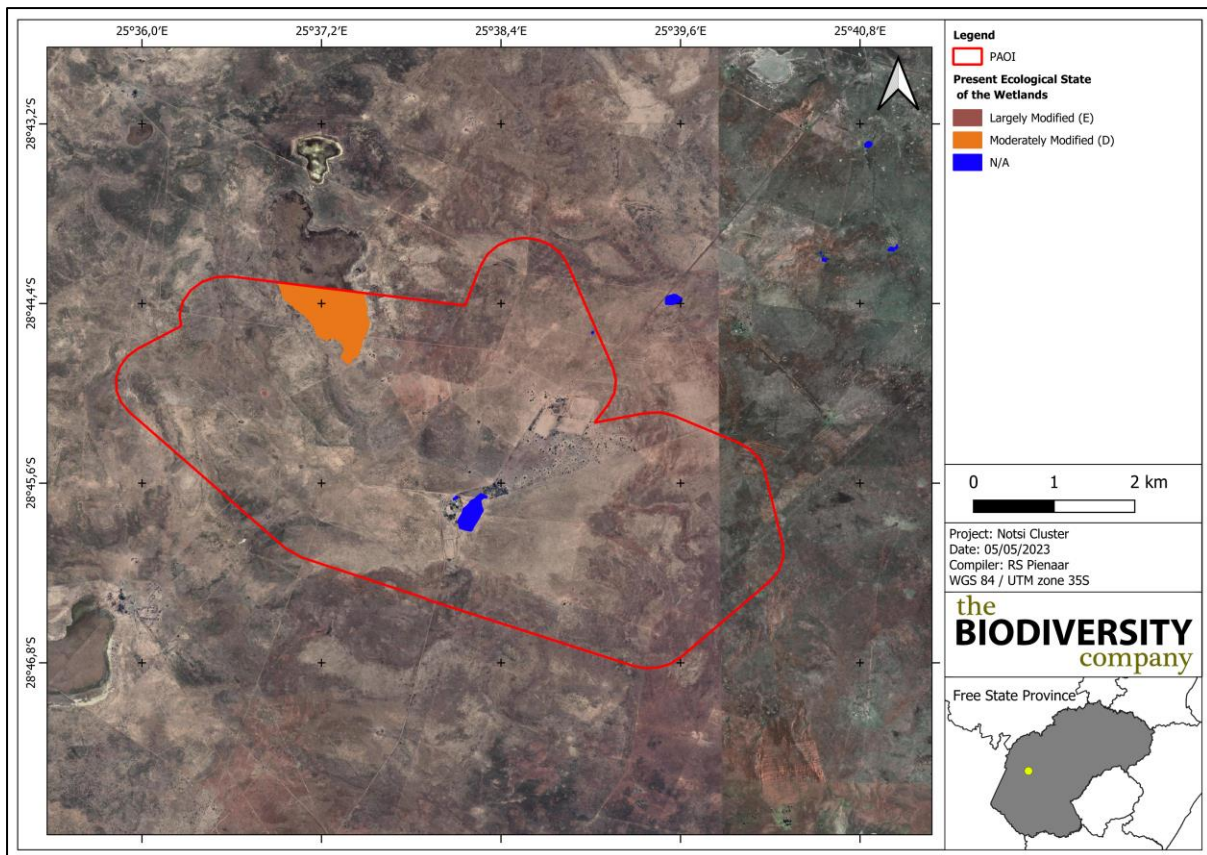 25°36,0'E
25°37,2'E
25°38,4'E
25°39,6'E
25°40,8'E
28°43,2'S
28°44,4'S
28°45,6'S
28°46,8'S
Legend
PAOI
Present Ecological State
of the Wetlands
Largely Modified (E)
Moderately Modified (D)
N/A
0 1 2 km
Project: Notsi Cluster
Date: 05/05/2023
Compiler: RS Pienaar
WGS 84 / UTM zone 35S
the
BIODIVERSITY
company
Free State Province